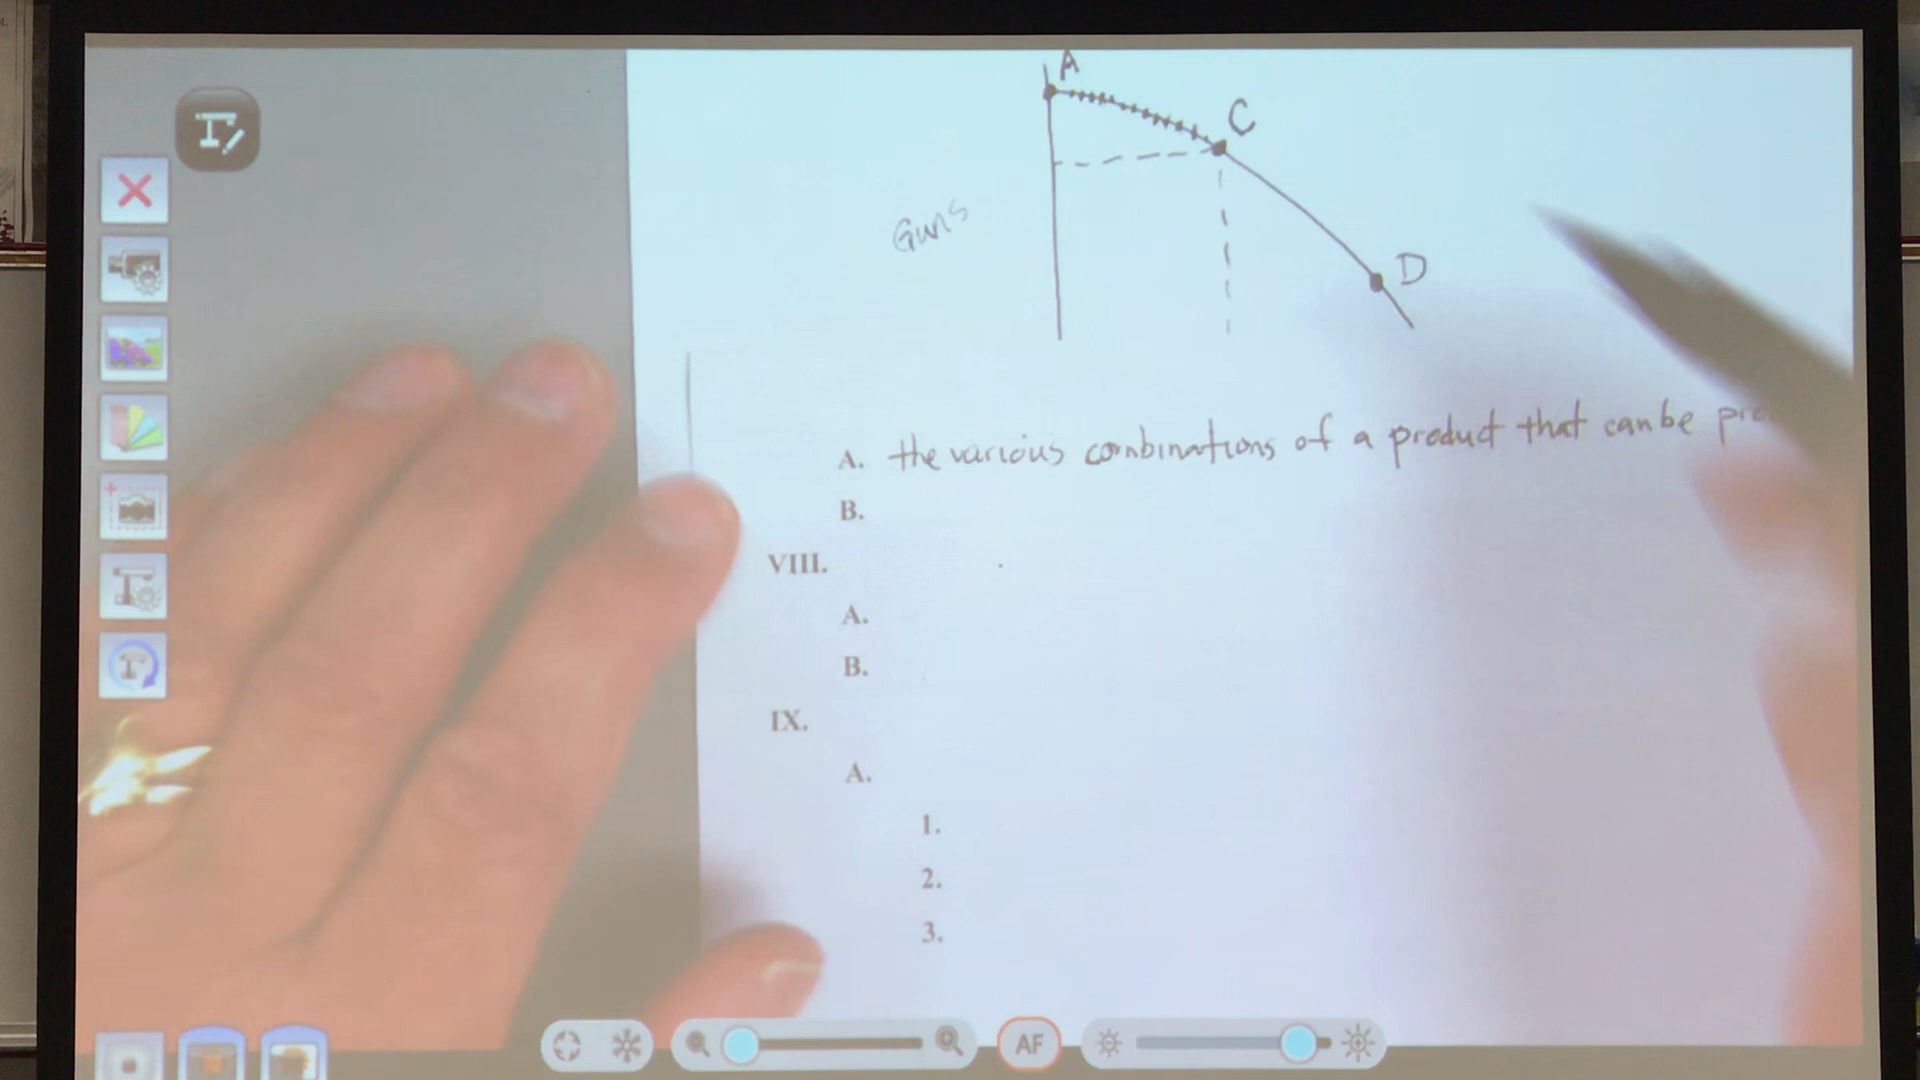 A
C
Guns
D
A. the various combinations of a product that can be
B.
VIII.
A.
B.
IX.
A.
1.
2.
3.
AF